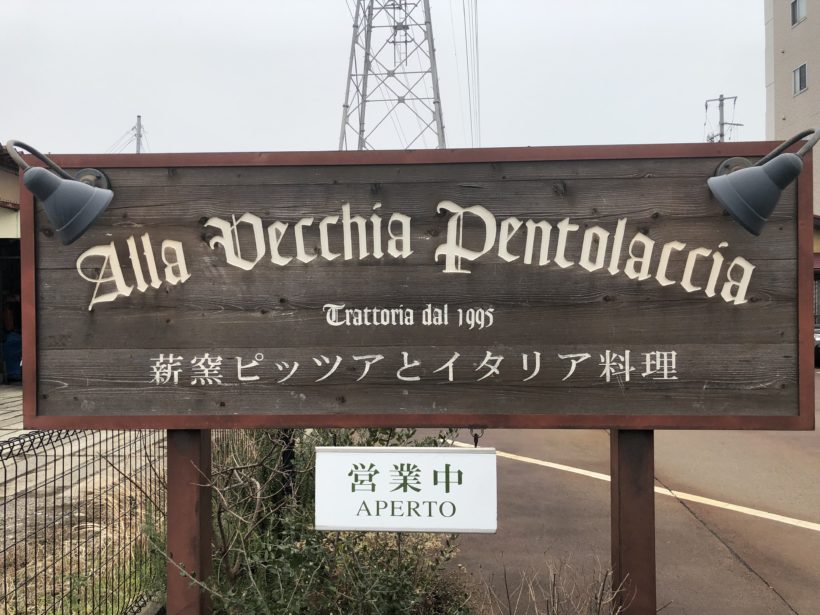 Alla Vecchia Pentolaccia
Trattoria dal 1995
薪窯ピッツアとイタリア料理
営業中
APERTO